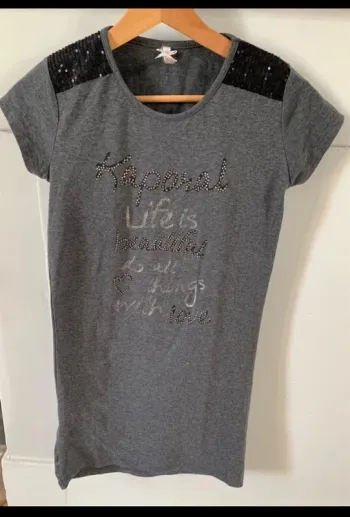 Kaporal
Life is
beautiful
do all
things
with love